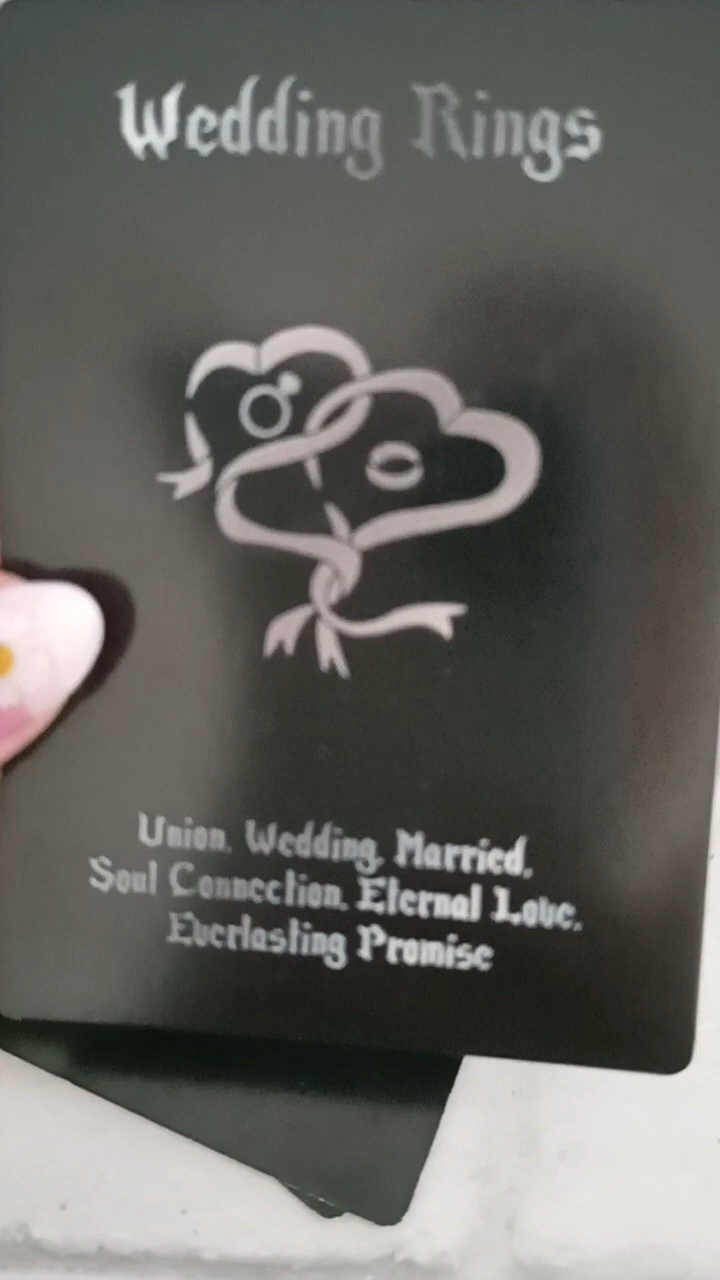 Wedding Rings
Union, Wedding, Married,
Soul Connection, Eternal Love,
Everlasting Promise